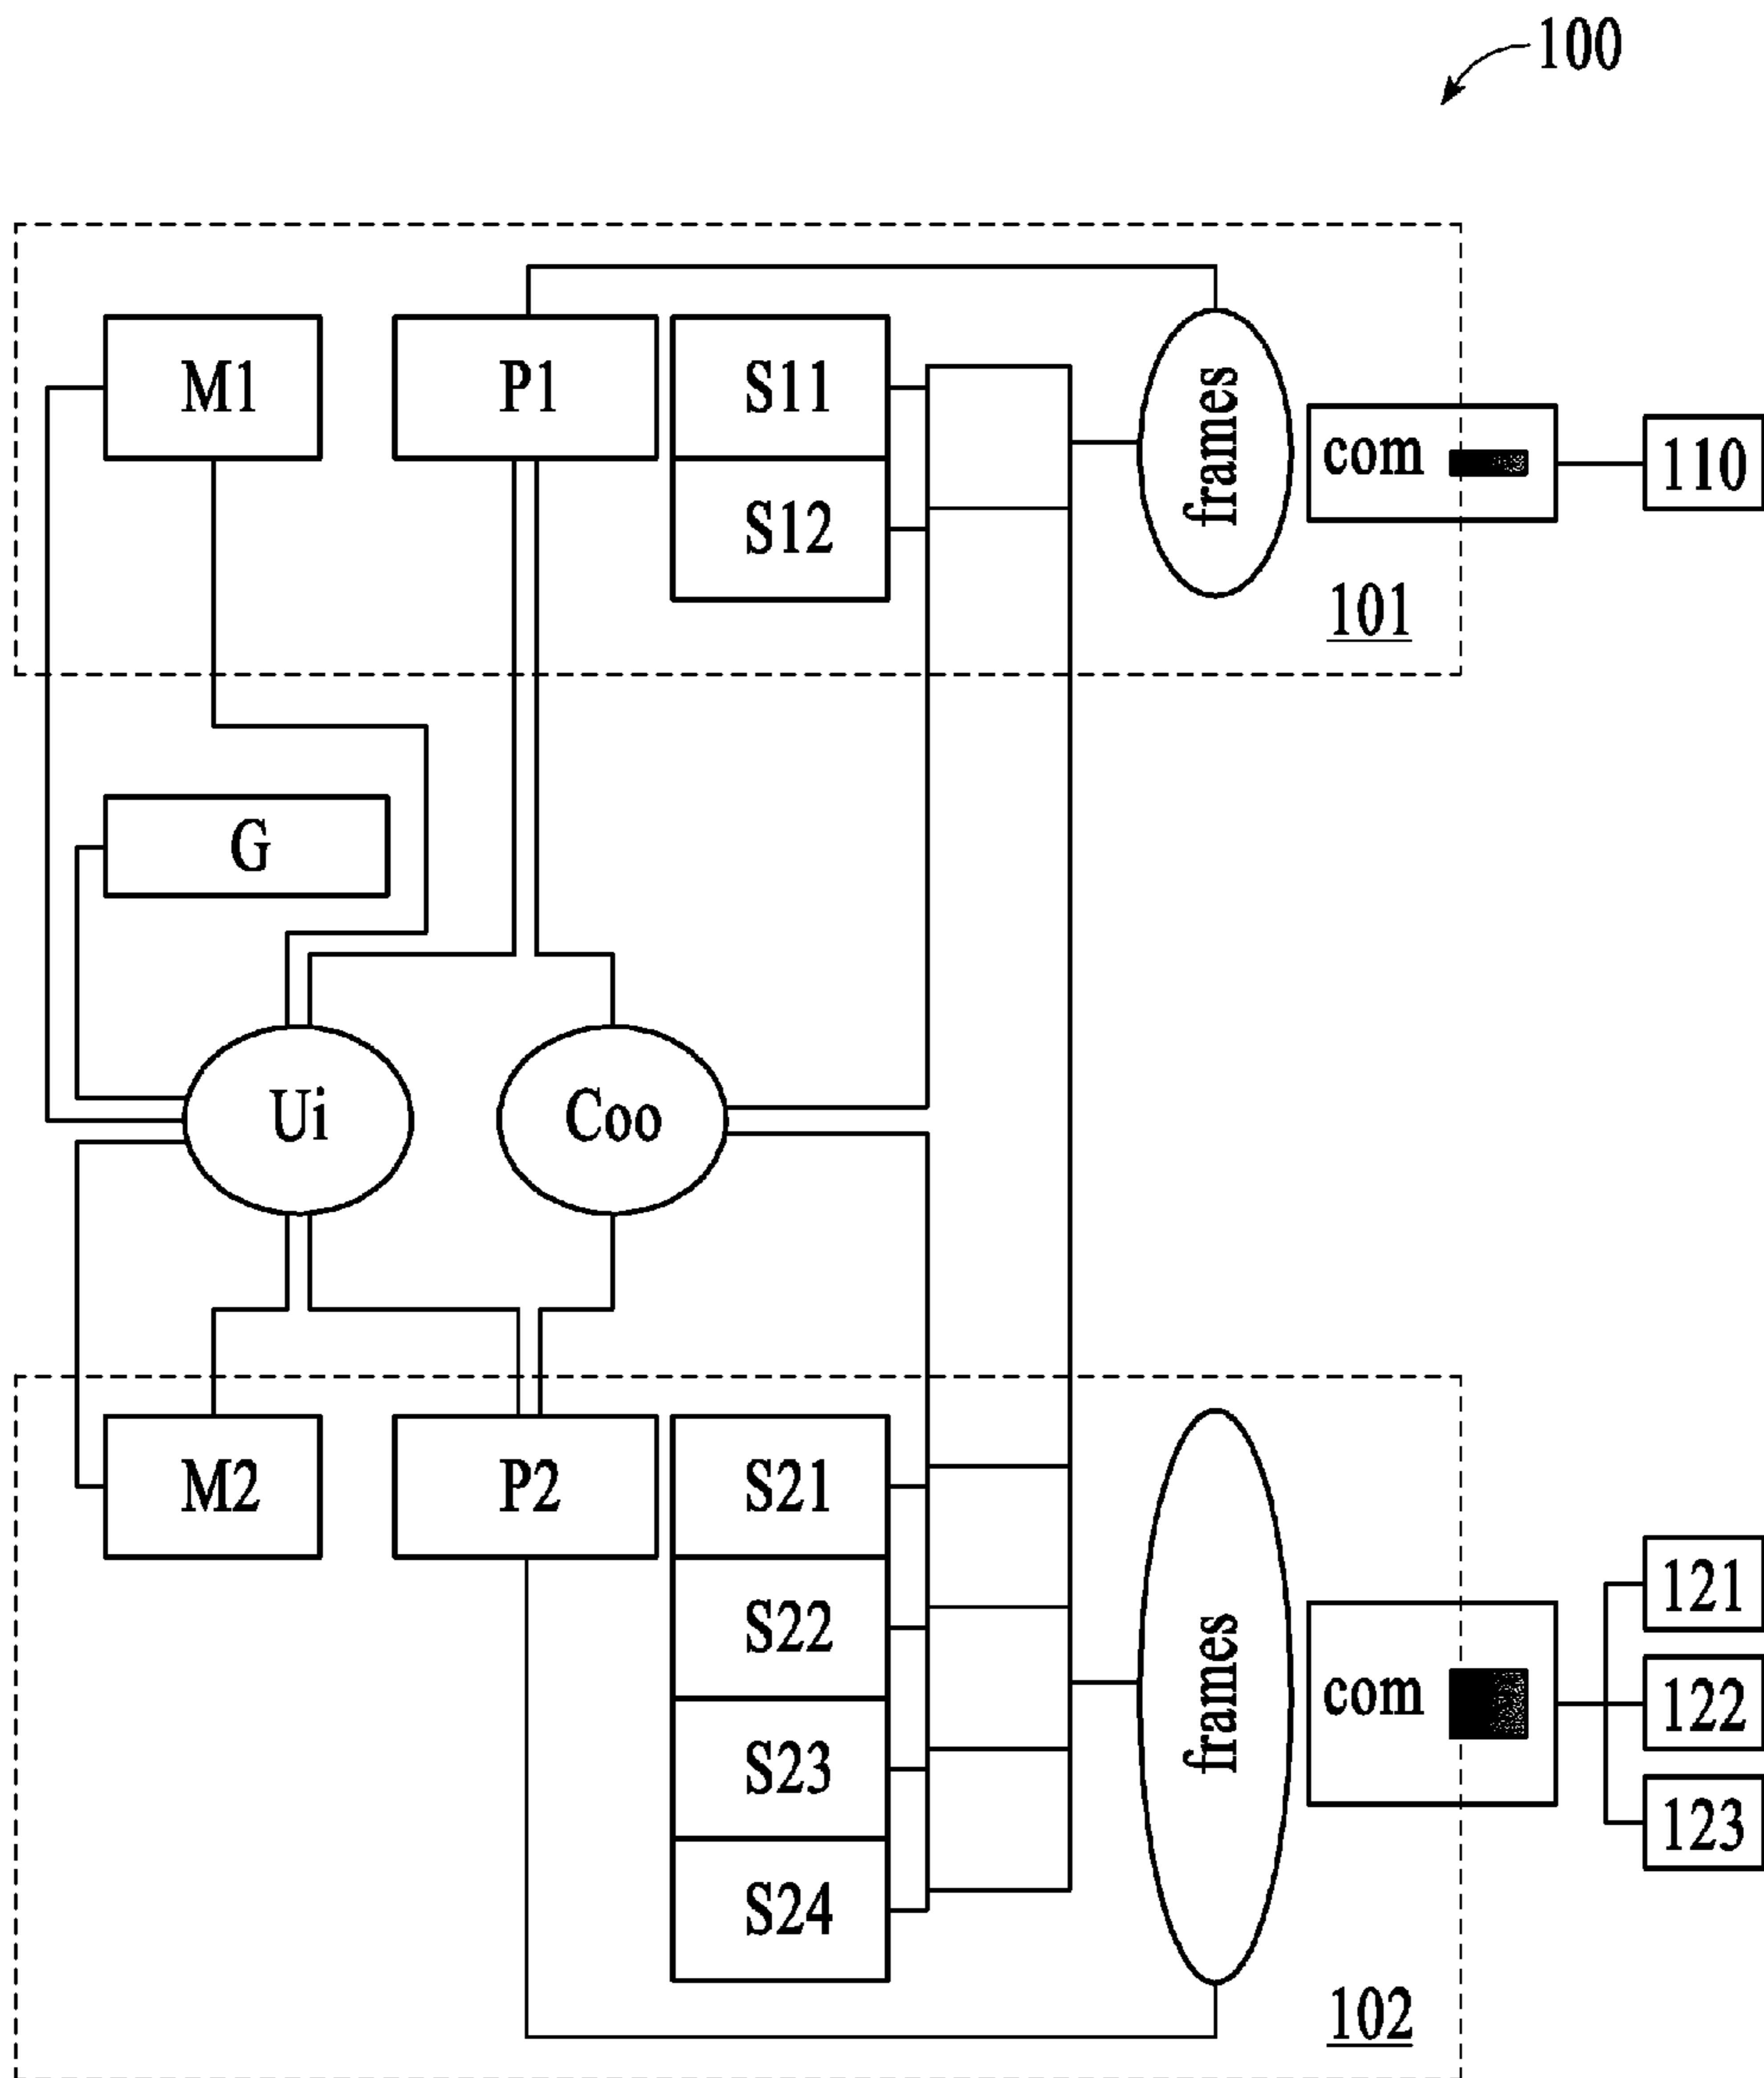 100
M1
P1
S11
S12
frames
com
110
101
G
Ui
Coo
M2
P2
S21
S22
S23
S24
frames
com
121
122
123
102